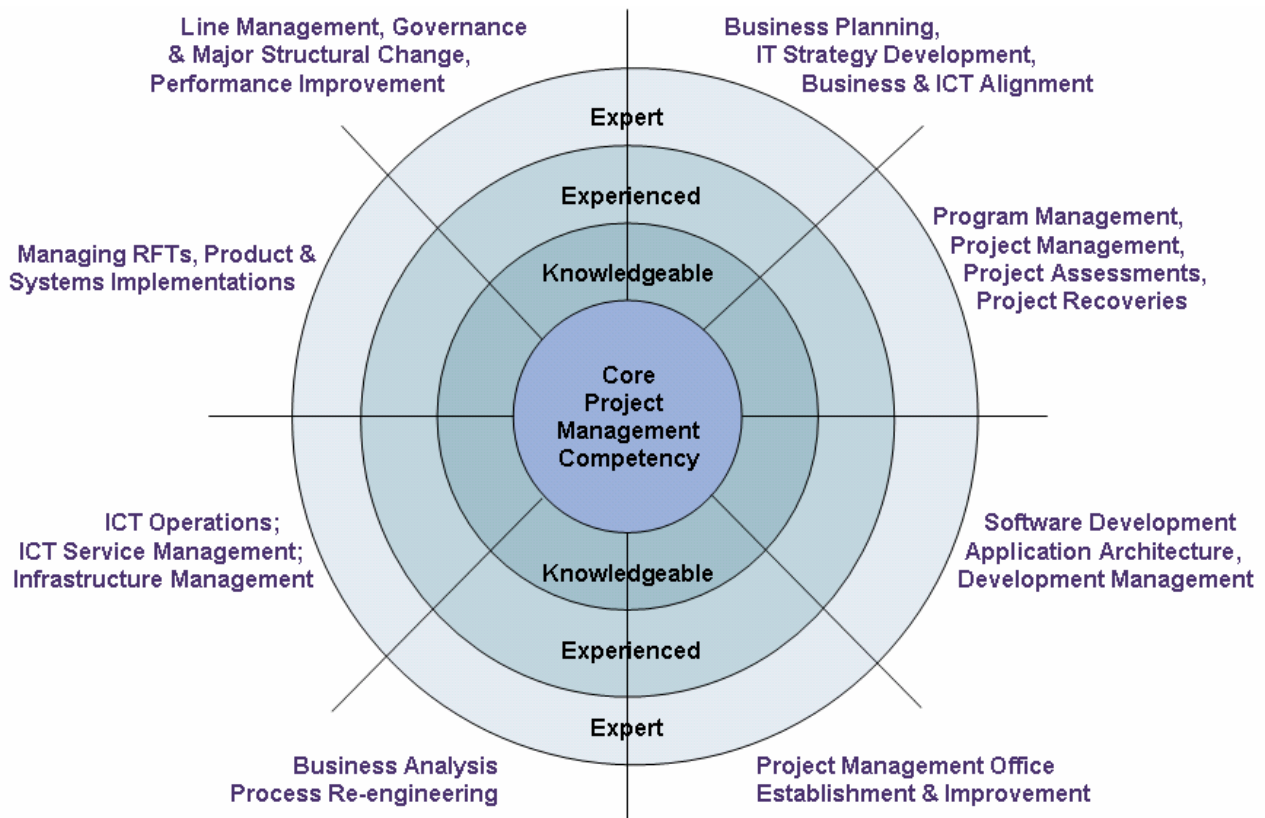 Line Management, Governance
& Major Structural Change,
Performance Improvement
Business Planning,
IT Strategy Development,
Business & ICT Alignment
Expert
Experienced
Knowledgeable
Managing RFTs, Product &
Systems Implementations
Program Management,
Project Management,
Project Assessments,
Project Recoveries
Core
Project
Management
Competency
ICT Operations;
ICT Service Management;
Infrastructure Management
Software Development
Application Architecture,
Development Management
Knowledgeable
Experienced
Expert
Business Analysis
Process Re-engineering
Project Management Office
Establishment & Improvement